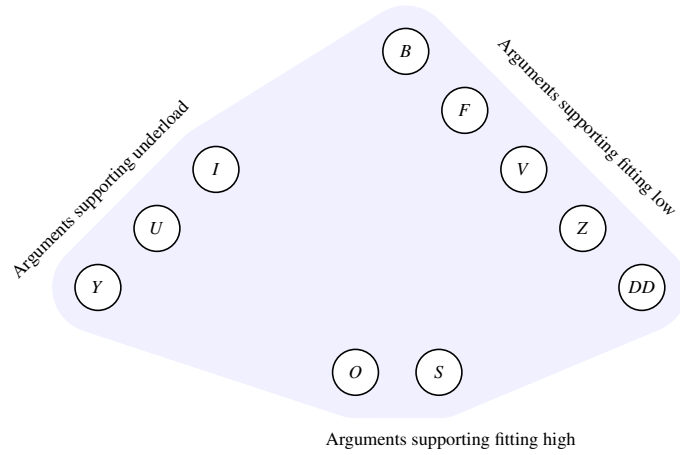 B
Arguments supporting fitting low
F
Arguments supporting underload
I
V
U
Z
Y
DD
O
S
Arguments supporting fitting high